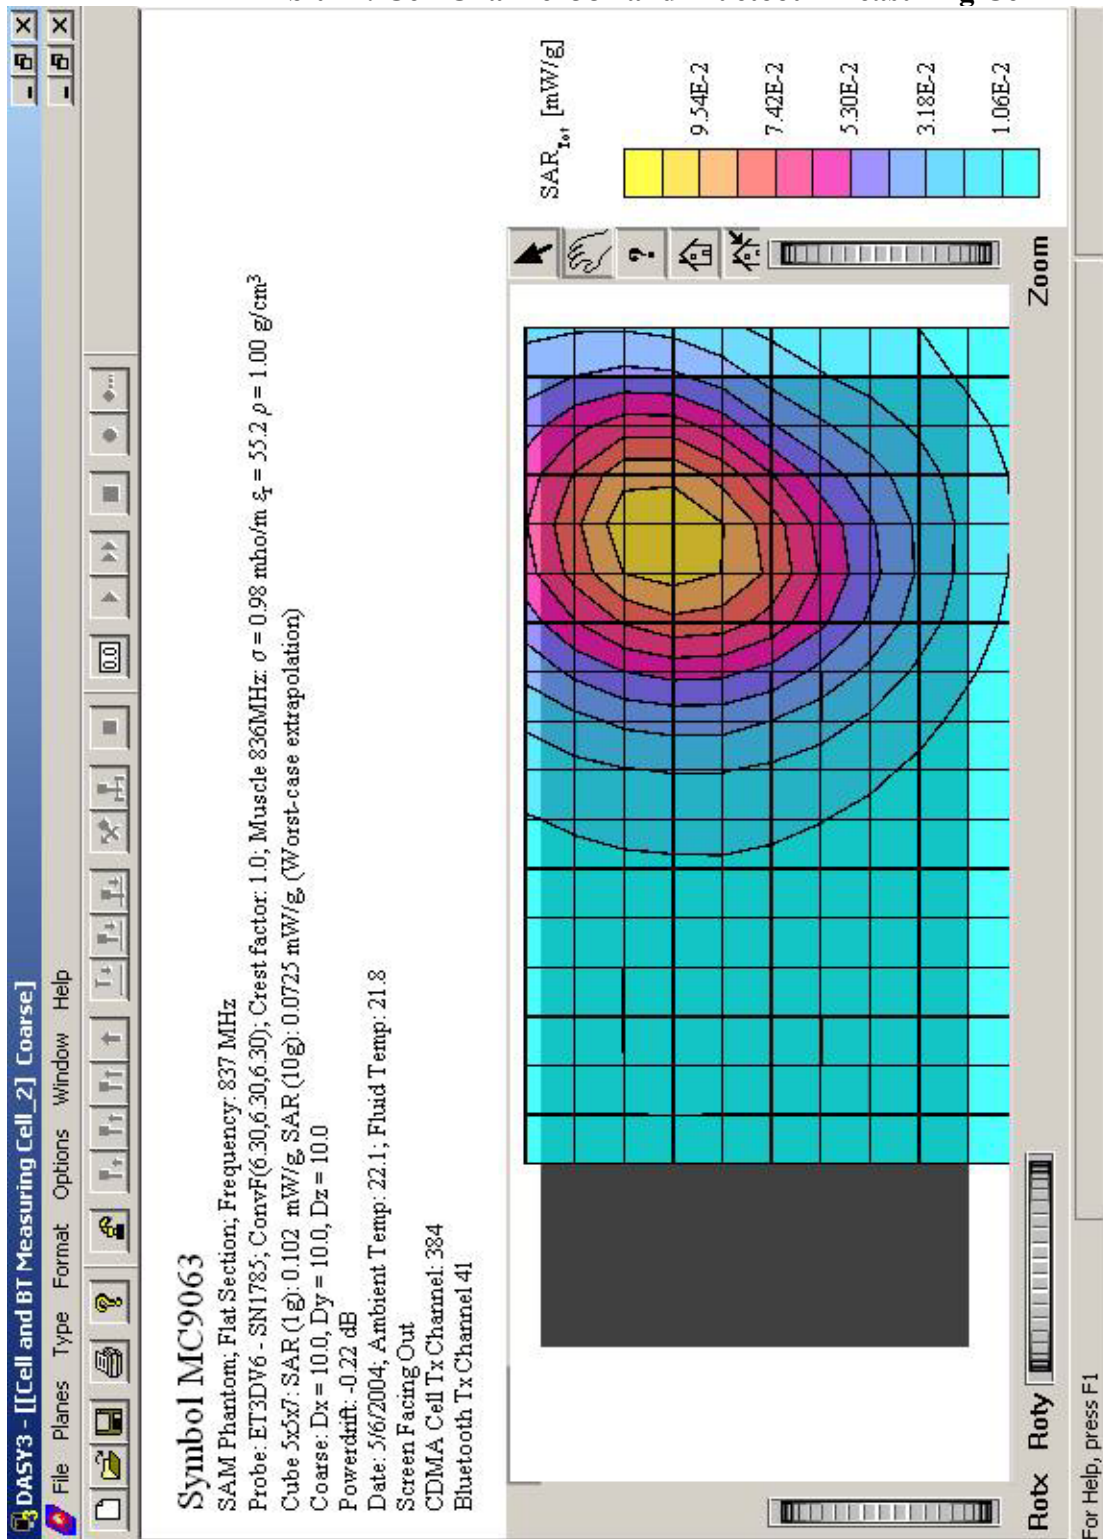 DASY3 - [[Cell and BT Measuring Cell_2] Coarse]
File Planes Type Format Options Window Help
Symbol MC9063
SAM Phantom; Flat Section; Frequency: 837 MHz
Probe: ET3DV6 - SN1785; ConvF(6.30,6.30,6.30); Crest factor: 1.0; Muscle 836MHz: σ = 0.98 mho/m εr = 55.2 ρ = 1.00 g/cm³
Cube 5x5x7: SAR (1g): 0.102 mW/g, SAR (10g): 0.0725 mW/g, (Worst-case extrapolation)
Coarse: Dx = 10.0, Dy = 10.0, Dz = 10.0
Powerdrift: -0.22 dB
Date: 5/6/2004; Ambient Temp: 22.1; Fluid Temp: 21.8
Screen Facing Out
CDMA Cell Tx Channel: 384
Bluetooth Tx Channel 41
SAR Tot [mW/g]
9.54E-2
7.42E-2
5.30E-2
3.18E-2
1.06E-2
Rotx Roty Zoom
For Help, press F1